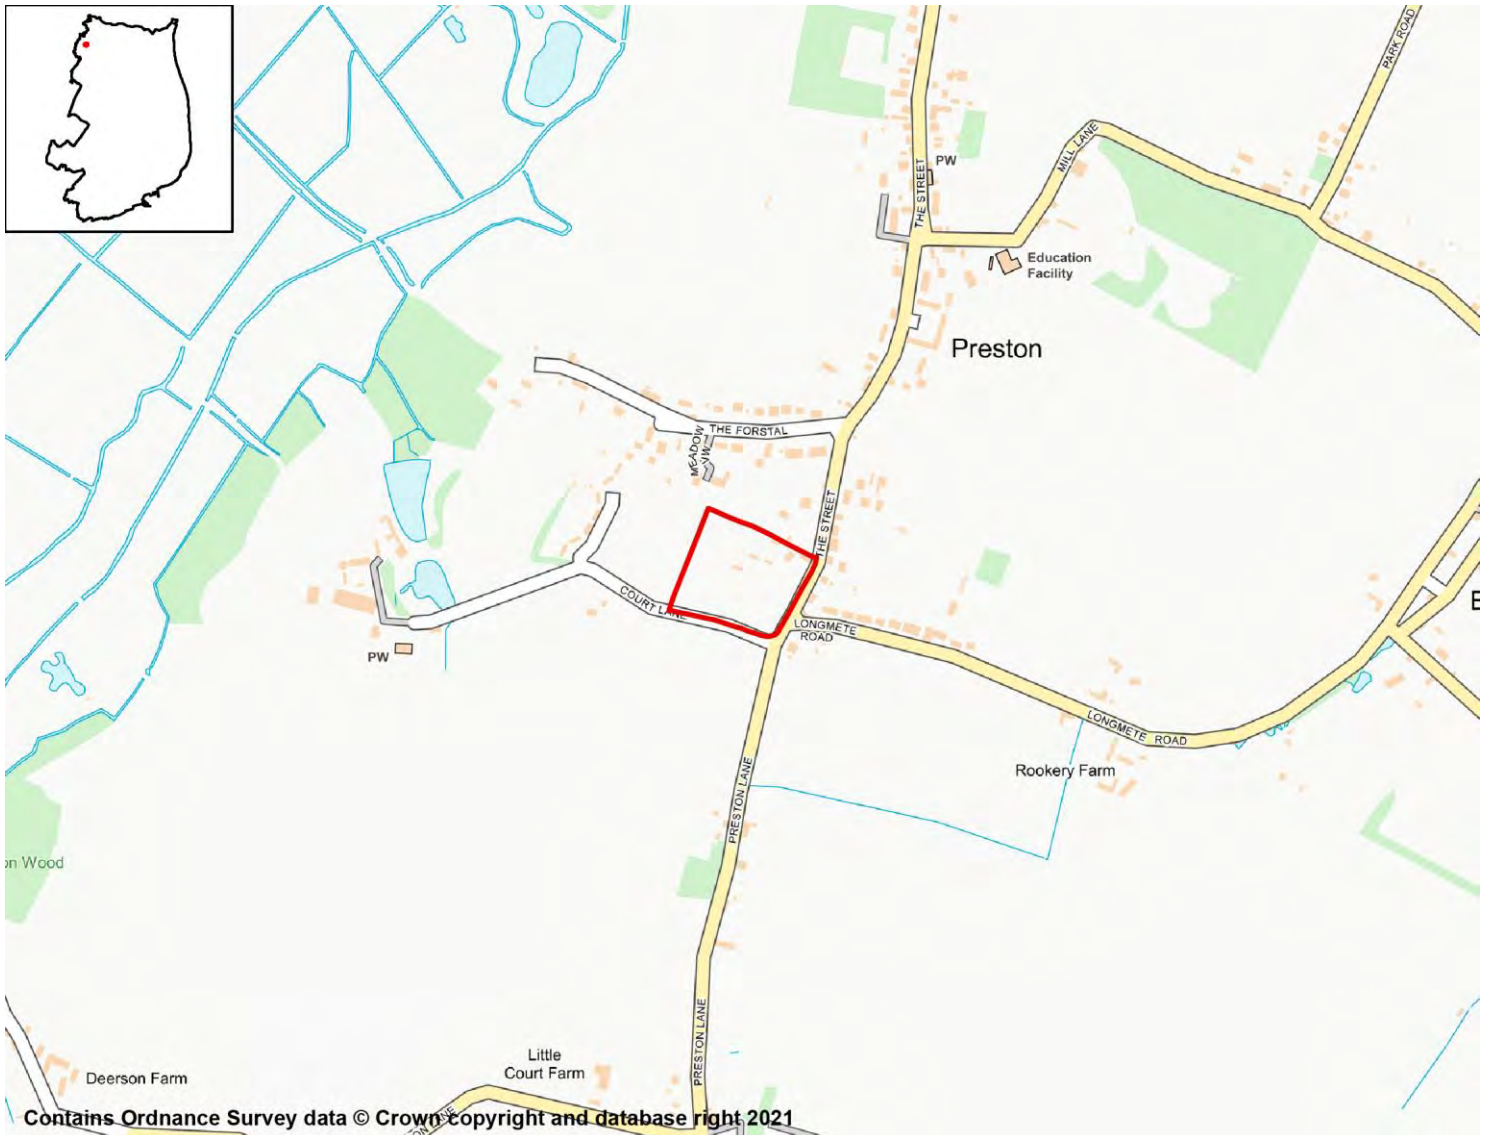 PARK ROAD
MILL LANE
PW
THE STREET
Education
Facility
Preston
THE FORSTAL
MEADOW
VW
THE STREET
COURT LANE
LONGMETE
ROAD
PW
LONGMETE ROAD
Rookery Farm
PRESTON LANE
on Wood
PRESTON LANE
Little
Court Farm
Deerson Farm
Contains Ordnance Survey data © Crown copyright and database right 2021